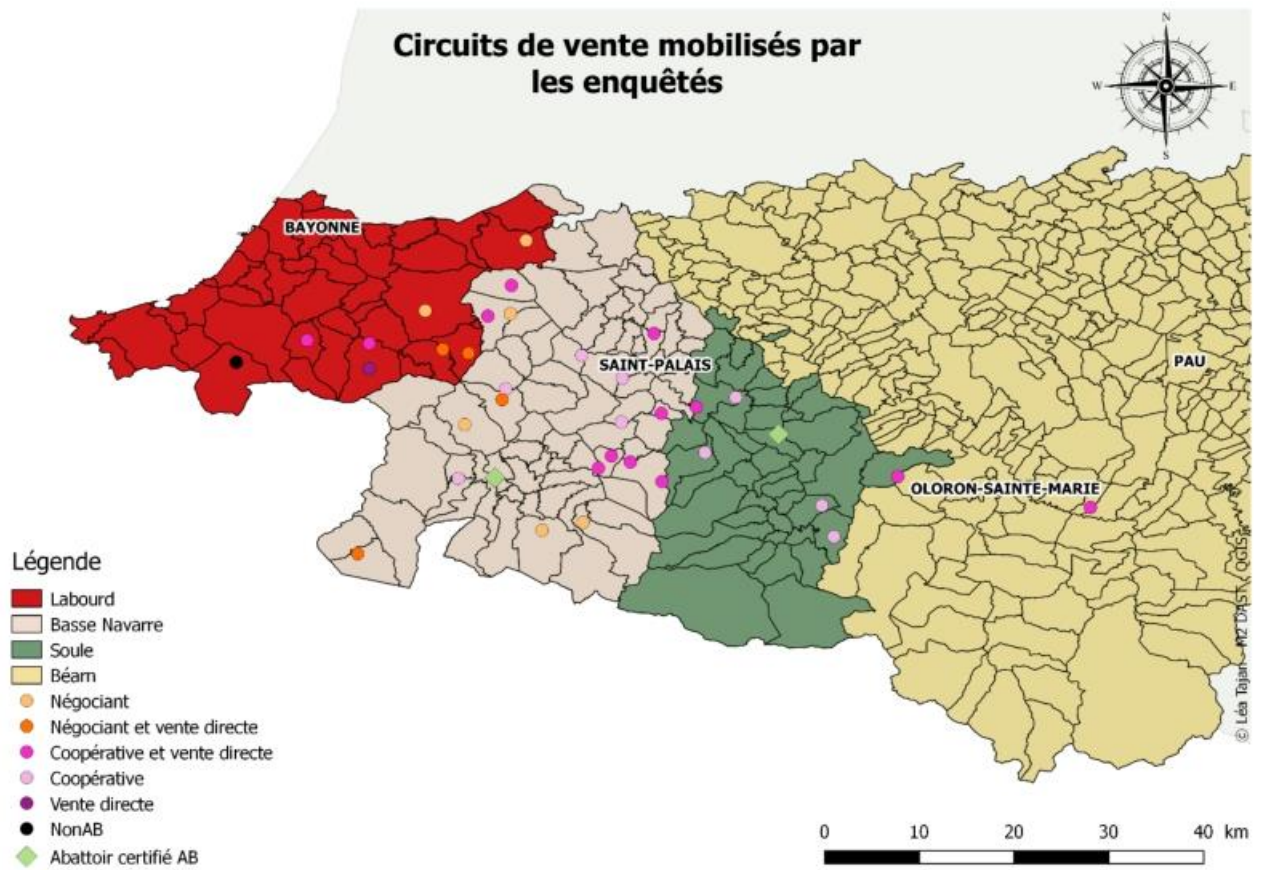 Circuits de vente mobilisés par
les enquêtés
N
W
E
S
BAYONNE
SAINT-PALAIS
PAU
OLORON-SAINTE-MARIE
Légende
Labourd
Basse Navarre
Soule
Béarn
Négociant
Négociant et vente directe
Coopérative et vente directe
Coopérative
Vente directe
NonAB
Abattoir certifié AB
0 10 20 30 40 km
© Léa Tajan - M2 DAST - QGIS